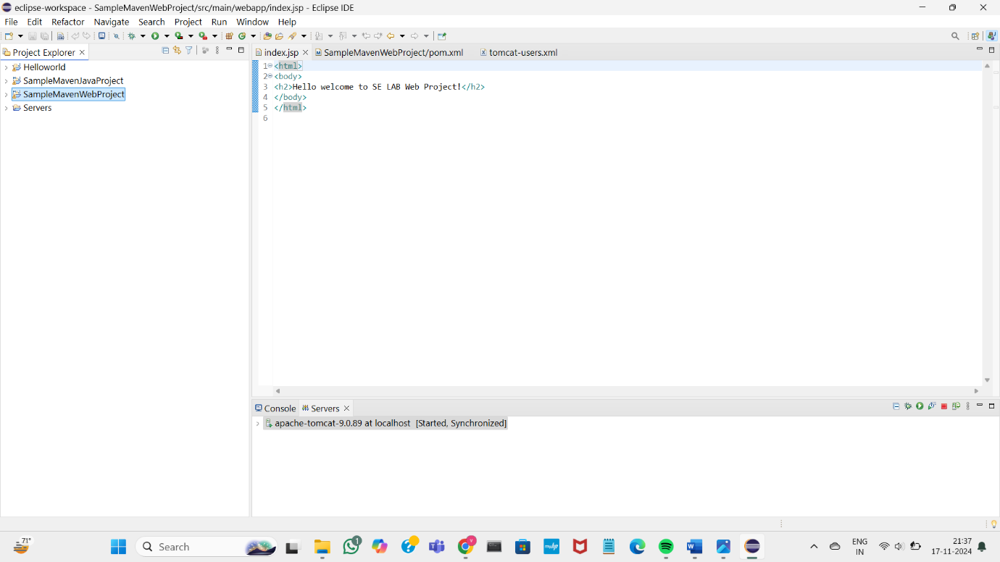 eclipse-workspace - SampleMavenWebProject/src/main/webapp/index.jsp - Eclipse IDE
File Edit Refactor Navigate Search Project Run Window Help
Project Explorer
index.jsp
SampleMavenWebProject/pom.xml
tomcat-users.xml
Helloworld
SampleMavenJavaProject
SampleMavenWebProject
Servers
1 <html>
2 <body>
3 <h2>Hello welcome to SE LAB Web Project!</h2>
4 </body>
5 </html>
6
Console
Servers
apache-tomcat-9.0.89 at localhost [Started, Synchronized]
71°
Search
1
myhp
W
ENG
IN
21:37
17-11-2024